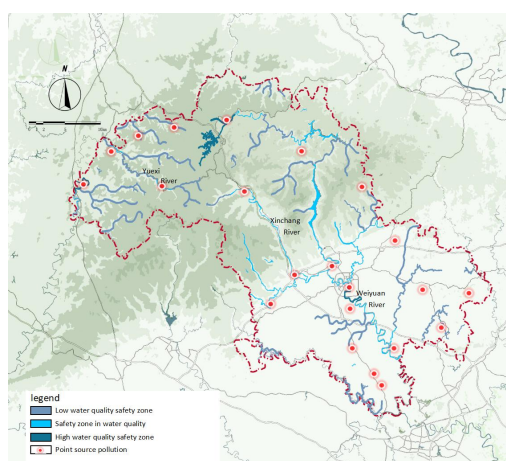 N
Yuexi
River
Xinchang
River
Weiyuan
River
legend
Low water quality safety zone
Safety zone in water quality
High water quality safety zone
Point source pollution